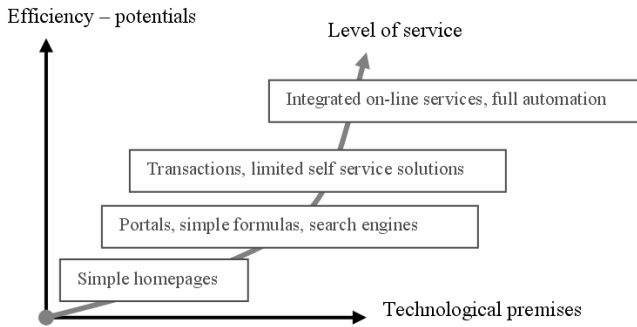 Efficiency – potentials
Level of service
Integrated on-line services, full automation
Transactions, limited self service solutions
Portals, simple formulas, search engines
Simple homepages
Technological premises